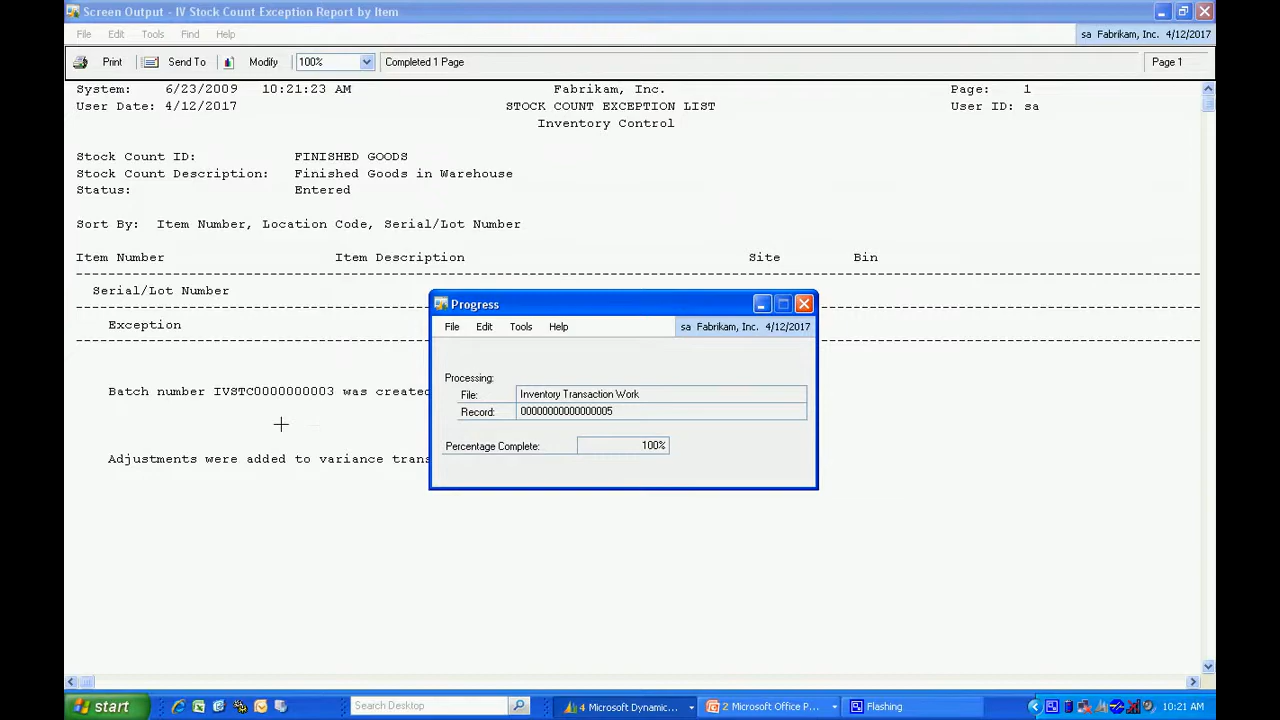 Screen Output - IV Stock Count Exception Report by Item
File Edit Tools Find Help
sa Fabrikam, Inc. 4/12/2017
Print Send To Modify 100% Completed 1 Page Page 1
System: 6/23/2009 10:21:23 AM Fabrikam, Inc. Page: 1
User Date: 4/12/2017 STOCK COUNT EXCEPTION LIST User ID: sa
Inventory Control
Stock Count ID: FINISHED GOODS
Stock Count Description: Finished Goods in Warehouse
Status: Entered
Sort By: Item Number, Location Code, Serial/Lot Number
Item Number Item Description Site Bin
Serial/Lot Number
Exception
Batch number IVSTC0000000003 was created
Adjustments were added to variance trans
Progress
File Edit Tools Help
sa Fabrikam, Inc. 4/12/2017
Processing:
File: Inventory Transaction Work
Record: 00000000000000005
Percentage Complete: 100%
start
Search Desktop
4 Microsoft Dynamic...
2 Microsoft Office P...
Flashing
10:21 AM